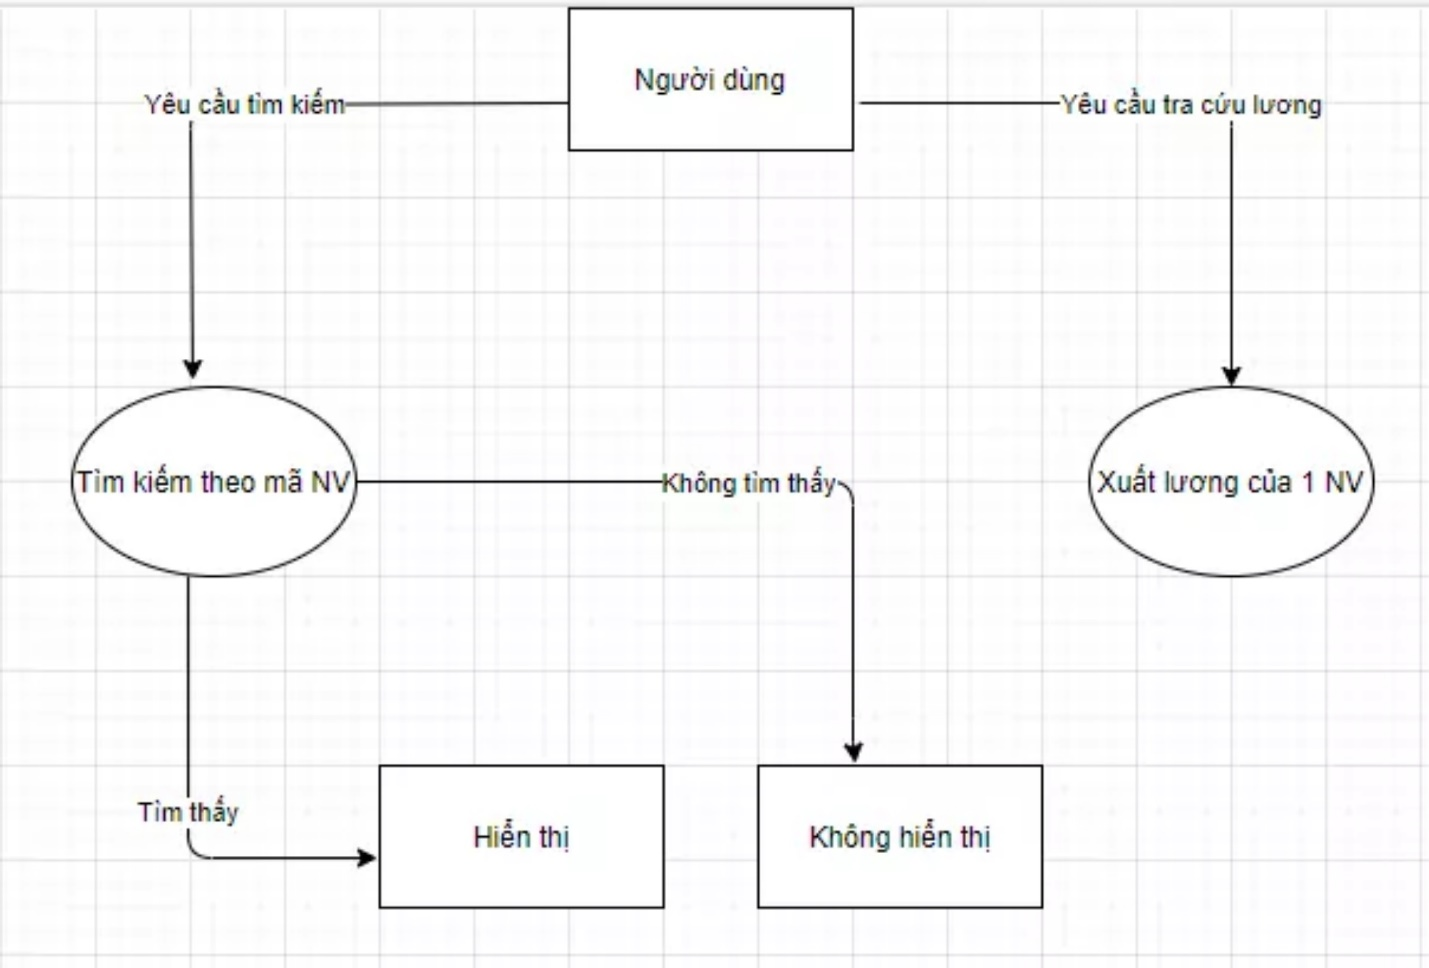 Người dùng
Yêu cầu tìm kiếm
Yêu cầu tra cứu lương
Tìm kiếm theo mã NV
Không tìm thấy
Xuất lương của 1 NV
Tìm thấy
Hiển thị
Không hiển thị